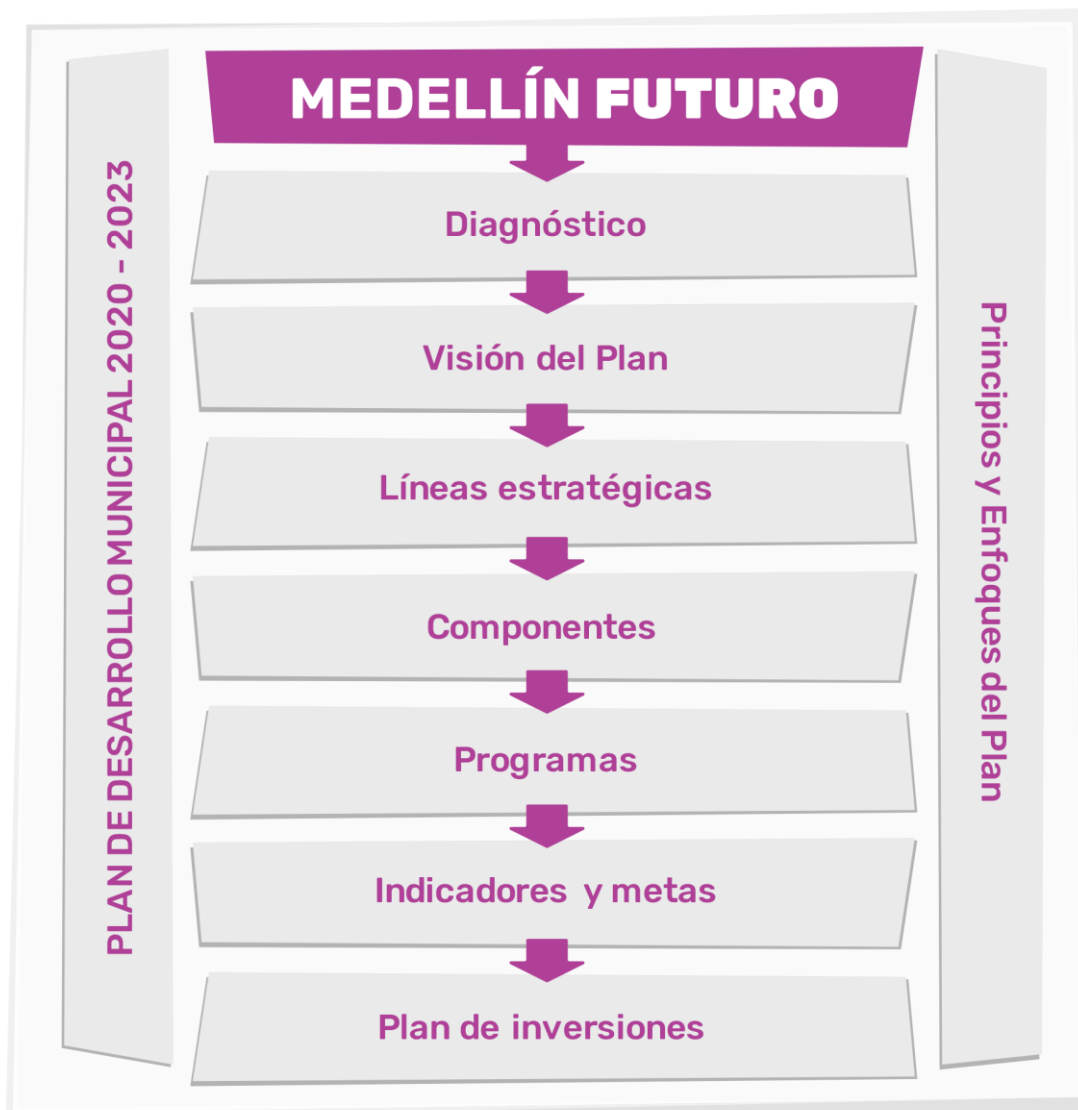 MEDELLÍN FUTURO
PLAN DE DESARROLLO MUNICIPAL 2020 - 2023
Diagnóstico
Visión del Plan
Líneas estratégicas
Componentes
Programas
Indicadores y metas
Plan de inversiones
Principios y Enfoques del Plan